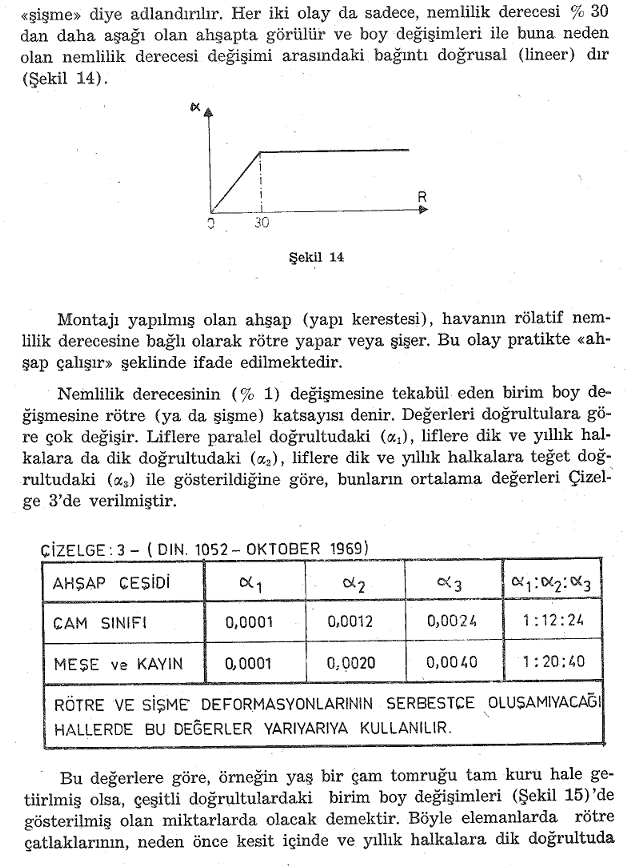 «şişme» diye adlandırılır. Her iki olay da sadece, nemlilik derecesi % 30
dan daha aşağı olan ahşapta görülür ve boy değişimleri ile buna neden
olan nemlilik derecesi değişimi arasındaki bağıntı doğrusal (lineer) dır
(Şekil 14).
α
R
0 30
Şekil 14
Montajı yapılmış olan ahşap (yapı kerestesi), havanın rölatif nem-
lilik derecesine bağlı olarak rötre yapar veya şişer. Bu olay pratikte «ah-
şap çalışır» şeklinde ifade edilmektedir.
Nemlilik derecesinin (% 1) değişmesine tekabül eden birim boy de-
ğişmesine rötre (ya da şişme) katsayısı denir. Değerleri doğrultulara gö-
re çok değişir. Liflere paralel doğrultudaki (α₁), liflere dik ve yıllık hal-
kalara da dik doğrultudaki (α₂), liflere dik ve yıllık halkalara teğet doğ-
rultudaki (α₃) ile gösterildiğine göre, bunların ortalama değerleri Çizel-
ge 3'de verilmiştir.
ÇİZELGE: 3 – ( DIN. 1052 – OKTOBER 1969)
AHŞAP ÇEŞİDİ α₁ α₂ α₃ α₁:α₂:α₃
ÇAM SINIFI 0,0001 0,0012 0,0024 1:12:24
MEŞE ve KAYIN 0,0001 0,0020 0,0040 1:20:40
RÖTRE VE ŞİŞME DEFORMASYONLARININ SERBESTÇE OLUŞAMIYACAĞI
HALLERDE BU DEĞERLER YARIYARIYA KULLANILIR.
Bu değerlere göre, örneğin yaş bir çam tomruğu tam kuru hale ge-
tiirlmiş olsa, çeşitli doğrultulardaki birim boy değişimleri (Şekil 15)'de
gösterilmiş olan miktarlarda olacak demektir. Böyle elemanlarda rötre
çatlaklarının, neden önce kesit içinde ve yıllık halkalara dik doğrultuda